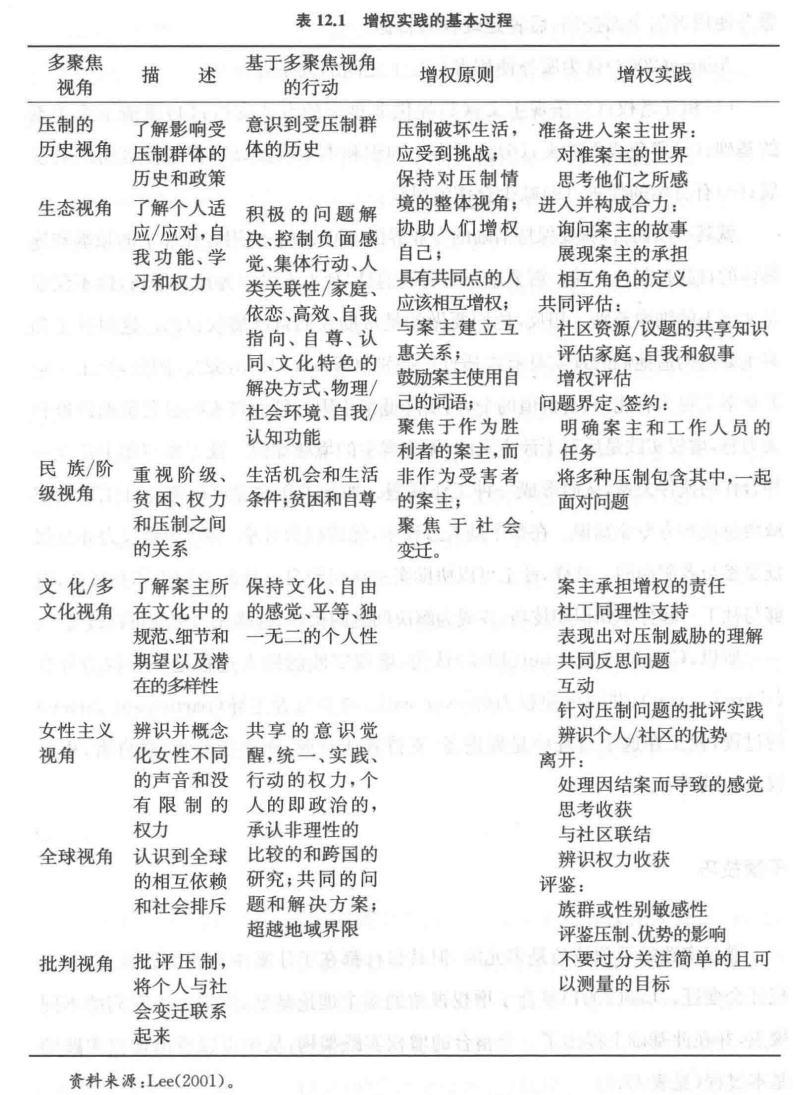 表 12.1 增权实践的基本过程
多聚焦
视角
描 述
基于多聚焦视角
的行动
增权原则
增权实践
压制的
历史视角
了解影响受
压制群体的
历史和政策
意识到受压制群
体的历史
生态视角
了解个人适
应/应对,自
我功能、学
习和权力
积极的问题解
决、控制负面感
觉、集体行动、人
类关联性/家庭、
依恋、高效、自我
指向、自尊、认
同、文化特色的
解决方式、物理/
社会环境、自我/
认知功能
民族/阶
级视角
重视阶级、
贫困、权力
和压制之间
的关系
生活机会和生活
条件;贫困和自尊
文化/多
文化视角
了解案主所
在文化中的
规范、细节和
期望以及潜
在的多样性
保持文化、自由
的感觉、平等、独
一无二的个人性
女性主义
视角
辨识并概念
化女性不同
的声音和没
有限制的
权力
共享的意识觉
醒,统一、实践、
行动的权力,个
人的即政治的,
承认非理性的
全球视角
认识到全球
的相互依赖
和社会排斥
比较的和跨国的
研究;共同的问
题和解决方案;
超越地域界限
批判视角
批评压制,
将个人与社
会变迁联系
起来
压制破坏生活,
应受到挑战;
保持对压制情
境的整体视角;
协助人们增权
自己;
具有共同点的人
应该相互增权;
与案主建立互
惠关系;
鼓励案主使用自
己的词语;
聚焦于作为胜
利者的案主,而
非作为受害者
的案主;
聚焦于社会
变迁。
准备进入案主世界:
对准案主的世界
思考他们之所感
进入并构成合力:
询问案主的故事
展现案主的承担
相互角色的定义
共同评估:
社区资源/议题的共享知识
评估家庭、自我和叙事
增权评估
问题界定、签约:
明确案主和工作人员的
任务
将多种压制包含其中,一起
面对问题
案主承担增权的责任
社工同理性支持
表现出对压制威胁的理解
共同反思问题
互动
针对压制问题的批评实践
辨识个人/社区的优势
离开:
处理因结案而导致的感觉
思考收获
与社区联结
辨识权力收获
评鉴:
族群或性别敏感性
评鉴压制、优势的影响
不要过分关注简单的且可
以测量的目标
资料来源:Lee(2001)。